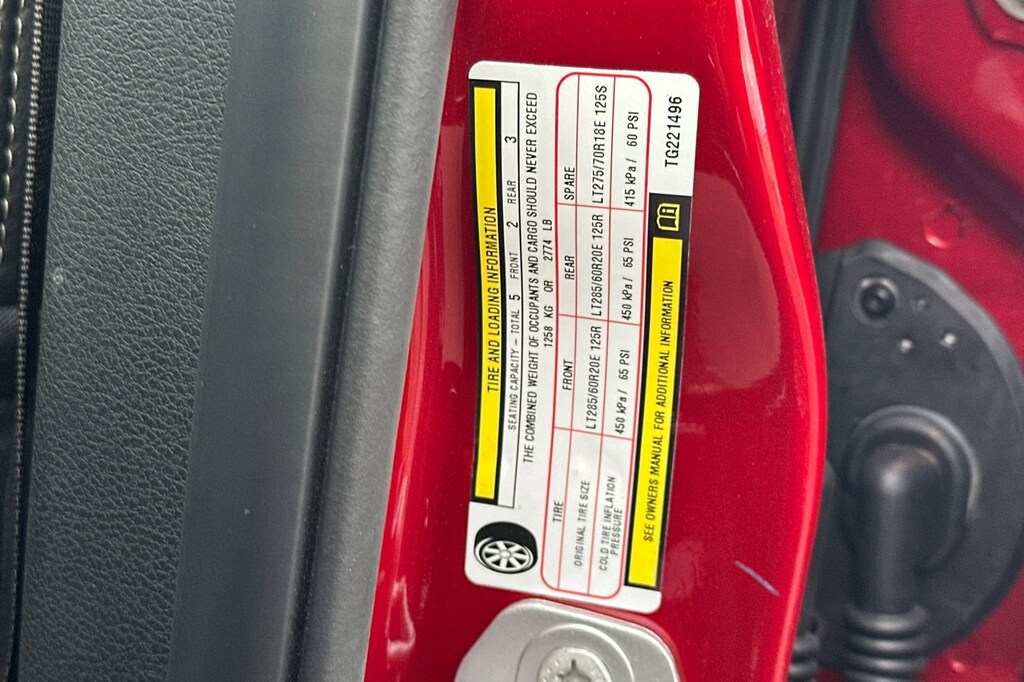 TIRE AND LOADING INFORMATION
SEATING CAPACITY - TOTAL 5 FRONT 2 REAR 3
THE COMBINED WEIGHT OF OCCUPANTS AND CARGO SHOULD NEVER EXCEED
1258 KG OR 2774 LB
TIRE FRONT REAR SPARE
ORIGINAL TIRE SIZE LT285/60R20E 125R LT285/60R20E 125R LT275/70R18E 125S
COLD TIRE INFLATION
PRESSURE 450 kPa / 65 PSI 450 kPa / 65 PSI 415 kPa / 60 PSI
SEE OWNERS MANUAL FOR ADDITIONAL INFORMATION
TG221496